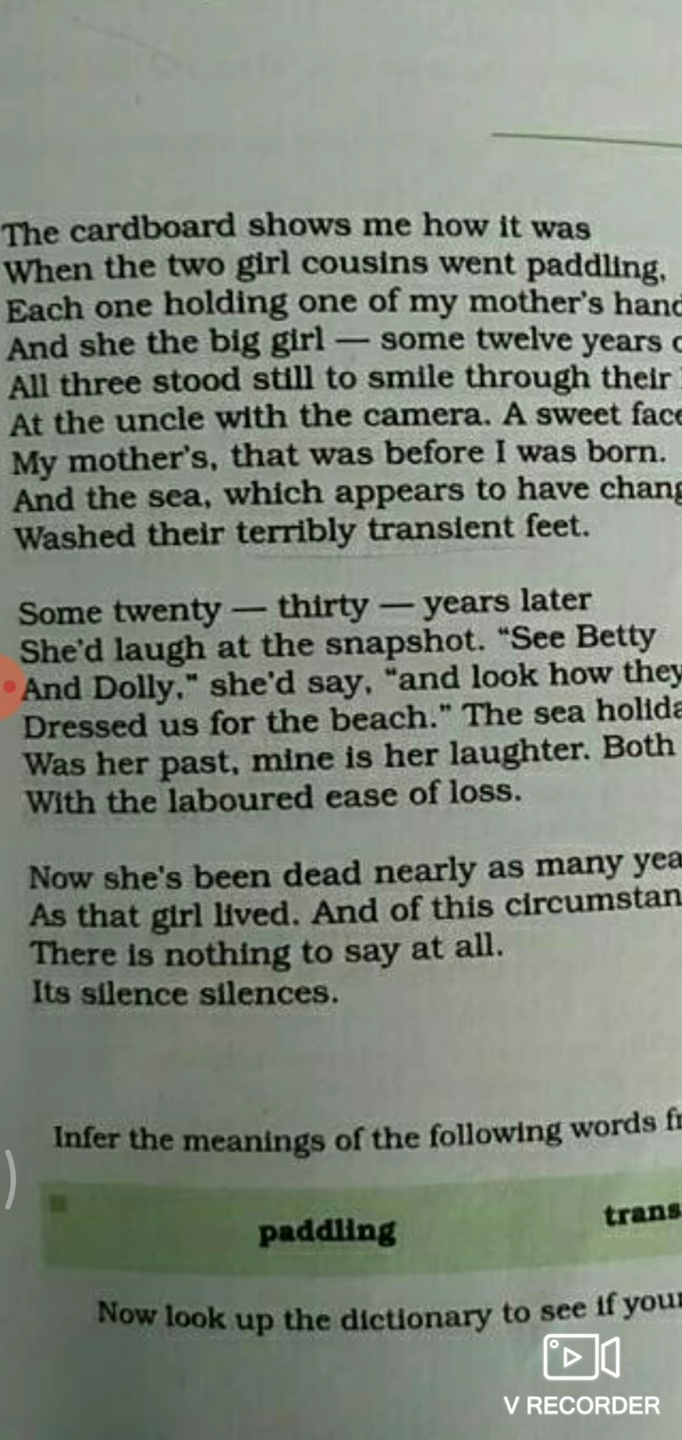 The cardboard shows me how it was
When the two girl cousins went paddling,
Each one holding one of my mother's
And she the big girl — some twelve years
All three stood still to smile through their
At the uncle with the camera. A sweet
My mother's, that was before I was born.
And the sea, which appears to have
Washed their terribly transient feet.
Some twenty — thirty — years later
She'd laugh at the snapshot. "See Betty
And Dolly," she'd say, "and look how they
Dressed us for the beach." The sea
Was her past, mine is her laughter. Both
With the laboured ease of loss.
Now she's been dead nearly as many
As that girl lived. And of this
There is nothing to say at all.
Its silence silences.
Infer the meanings of the following words
paddling
Now look up the dictionary to see if
V RECORDER